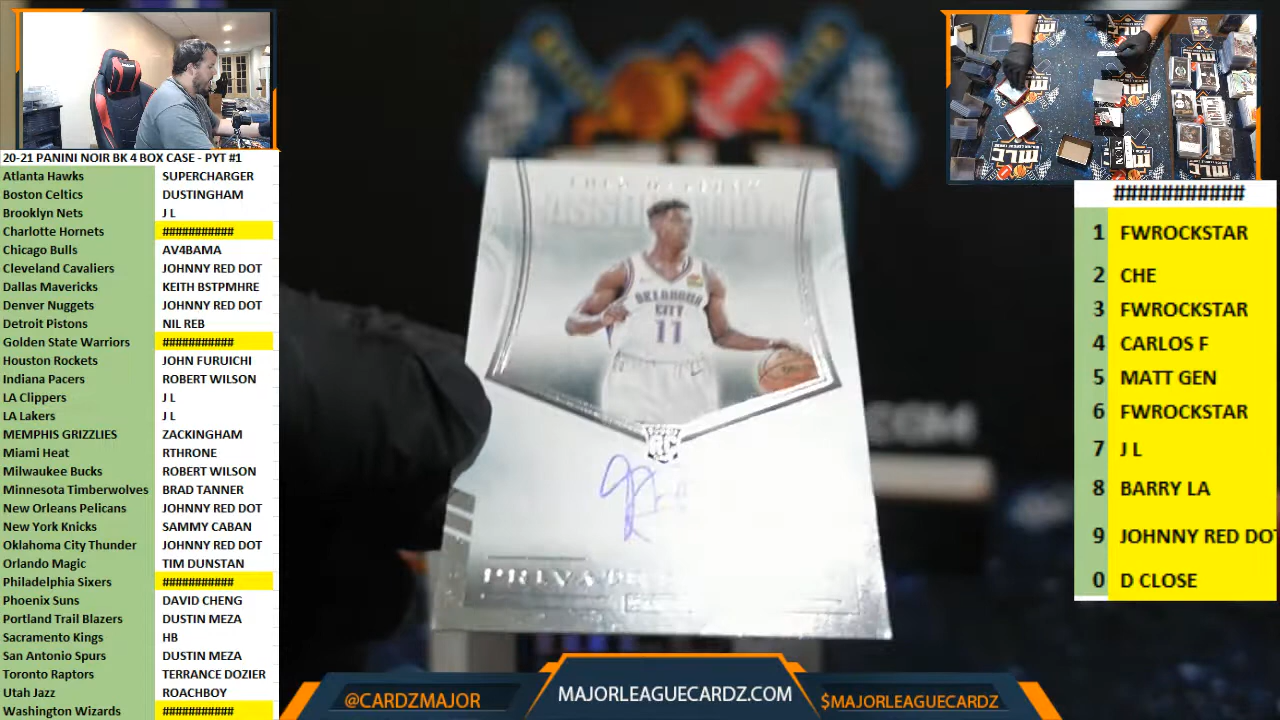 20-21 PANINI NOIR BK 4 BOX CASE - PYT #1
Atlanta Hawks SUPERCHARGER
Boston Celtics DUSTINGHAM
Brooklyn Nets J L
Charlotte Hornets ###########
Chicago Bulls AV4BAMA
Cleveland Cavaliers JOHNNY RED DOT
Dallas Mavericks KEITH BSTPMHRE
Denver Nuggets JOHNNY RED DOT
Detroit Pistons NIL REB
Golden State Warriors ###########
Houston Rockets JOHN FURUICHI
Indiana Pacers ROBERT WILSON
LA Clippers J L
LA Lakers J L
MEMPHIS GRIZZLIES ZACKINGHAM
Miami Heat RTHRONE
Milwaukee Bucks ROBERT WILSON
Minnesota Timberwolves BRAD TANNER
New Orleans Pelicans JOHNNY RED DOT
New York Knicks SAMMY CABAN
Oklahoma City Thunder JOHNNY RED DOT
Orlando Magic TIM DUNSTAN
Philadelphia Sixers ###########
Phoenix Suns DAVID CHENG
Portland Trail Blazers DUSTIN MEZA
Sacramento Kings HB
San Antonio Spurs DUSTIN MEZA
Toronto Raptors TERRANCE DOZIER
Utah Jazz ROACHBOY
Washington Wizards ###########
OKLAHOMA
CITY
11
RC
.COM
###########
1 FWROCKSTAR
2 CHE
3 FWROCKSTAR
4 CARLOS F
5 MATT GEN
6 FWROCKSTAR
7 J L
8 BARRY LA
9 JOHNNY RED DOT
0 D CLOSE
@CARDZMAJOR
MAJORLEAGUECARDZ.COM
$MAJORLEAGUECARDZ